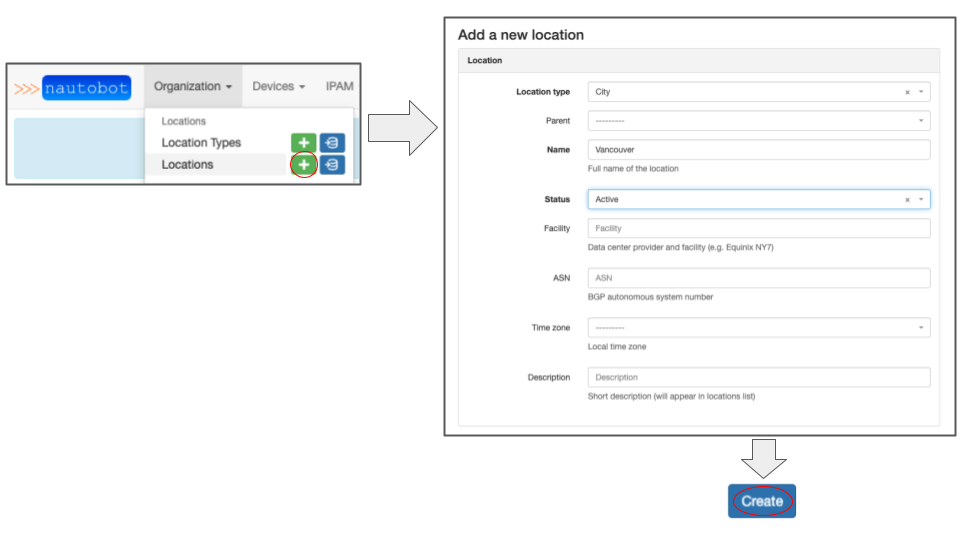 >>> nautobot Organization Devices IPAM
Locations
Location Types
Locations
Add a new location
Location
Location type City
Parent ---------
Name Vancouver
Full name of the location
Status Active
Facility Facility
Data center provider and facility (e.g. Equinix NY7)
ASN ASN
BGP autonomous system number
Time zone ---------
Local time zone
Description Description
Short description (will appear in locations list)
Create